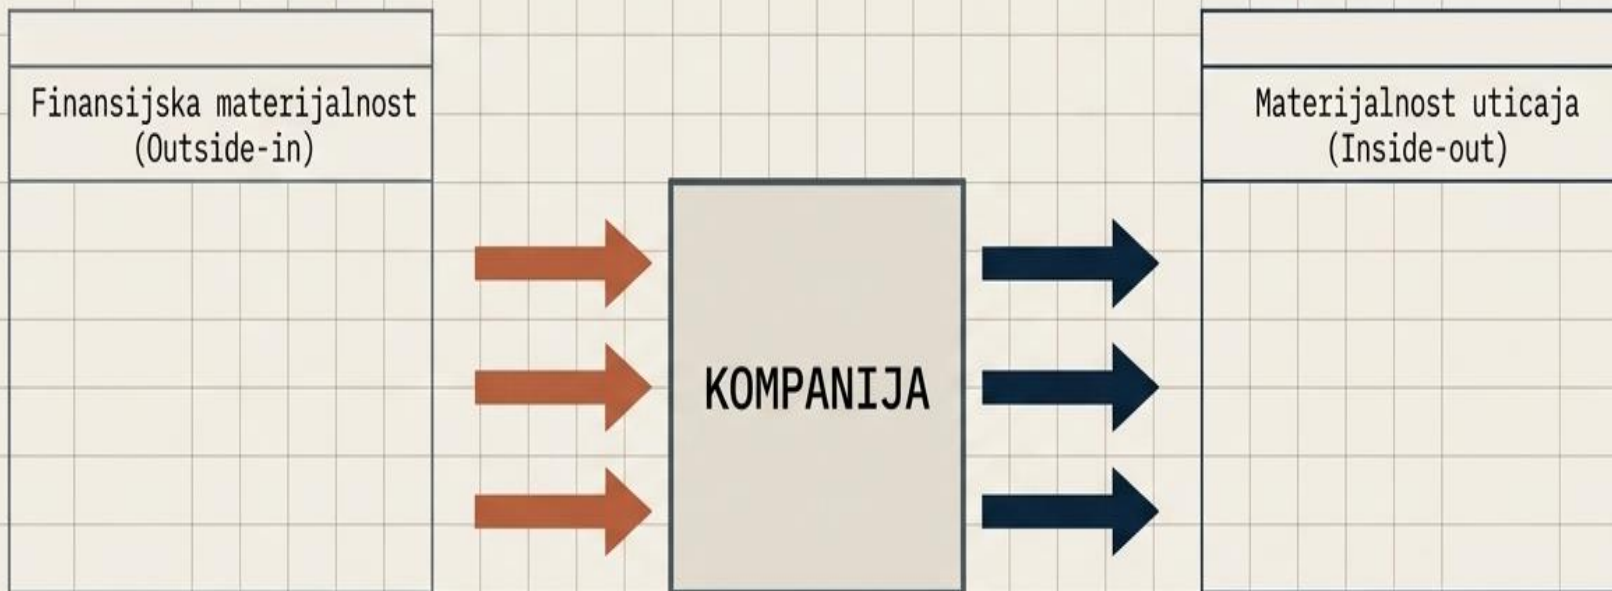 Finansijska materijalnost
(Outside-in)
Materijalnost uticaja
(Inside-out)
KOMPANIJA